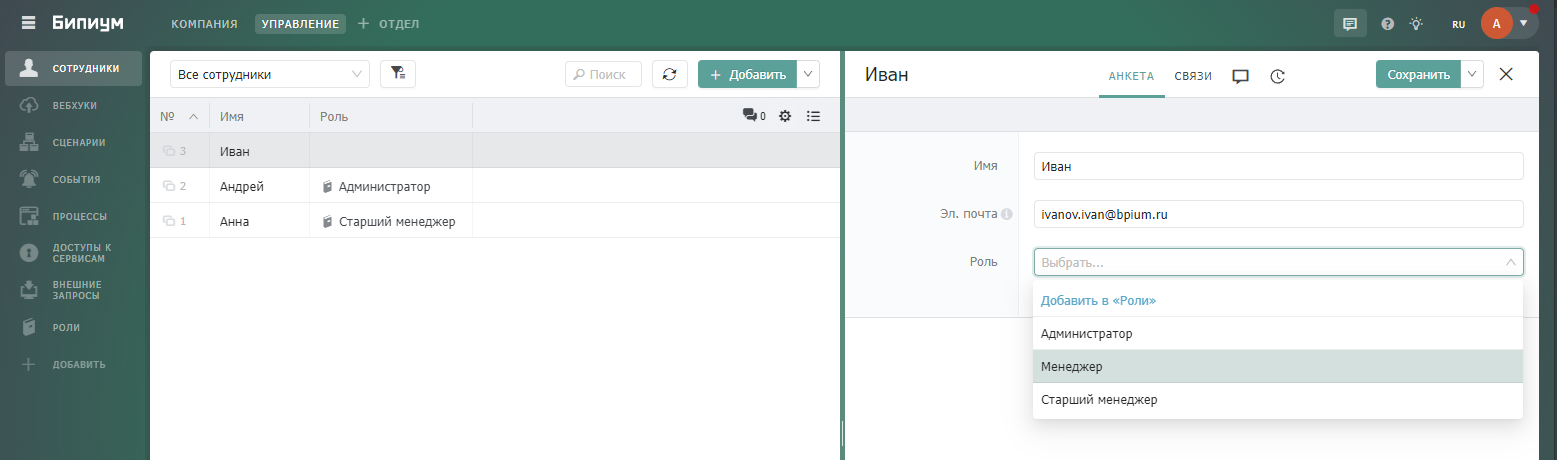 Бипиум
КОМПАНИЯ
УПРАВЛЕНИЕ
+ ОТДЕЛ
RU
А
СОТРУДНИКИ
ВЕБХУКИ
СЦЕНАРИИ
СОБЫТИЯ
ПРОЦЕССЫ
ДОСТУПЫ К
СЕРВИСАМ
ВНЕШНИЕ
ЗАПРОСЫ
РОЛИ
+ ДОБАВИТЬ
Все сотрудники
Поиск
+ Добавить
№ Имя Роль 0
3 Иван
2 Андрей Администратор
1 Анна Старший менеджер
Иван
АНКЕТА
СВЯЗИ
Сохранить
Имя Иван
Эл. почта ivanov.ivan@bpium.ru
Роль Выбрать...
Добавить в «Роли»
Администратор
Менеджер
Старший менеджер